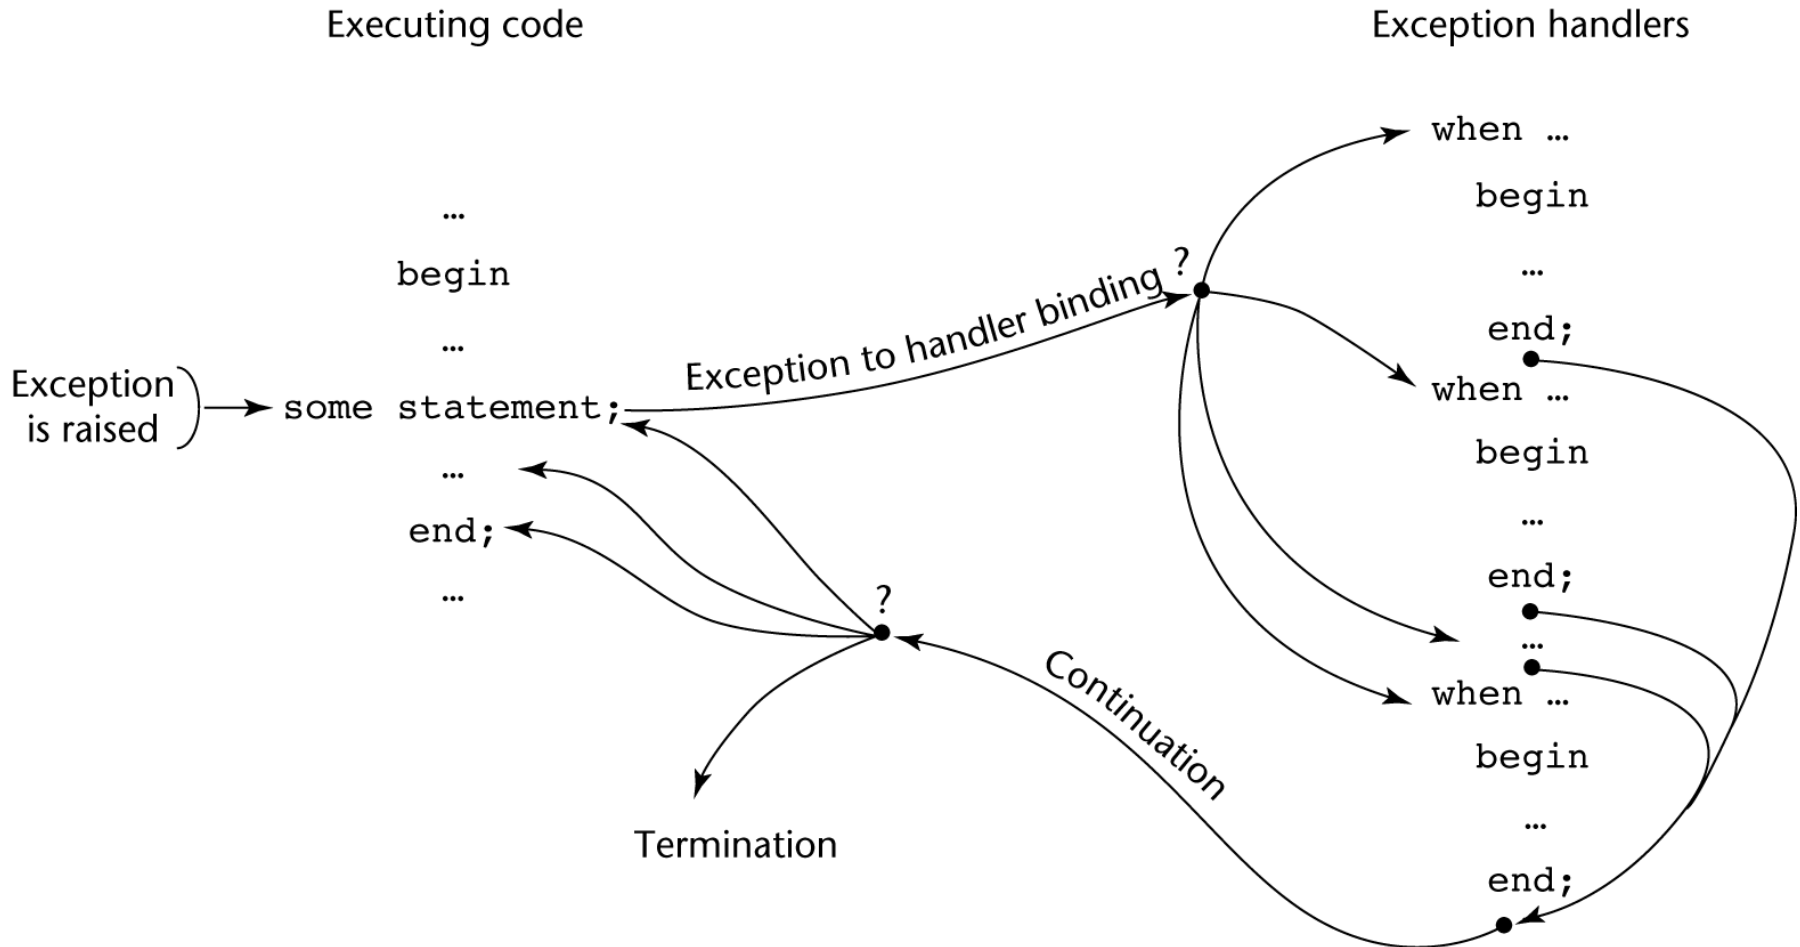 Executing code
Exception handlers
…
begin
…
Exception
is raised
some statement;
…
end;
…
Exception to handler binding
?
when …
begin
…
end;
when …
begin
…
end;
…
when …
begin
…
end;
?
Continuation
Termination